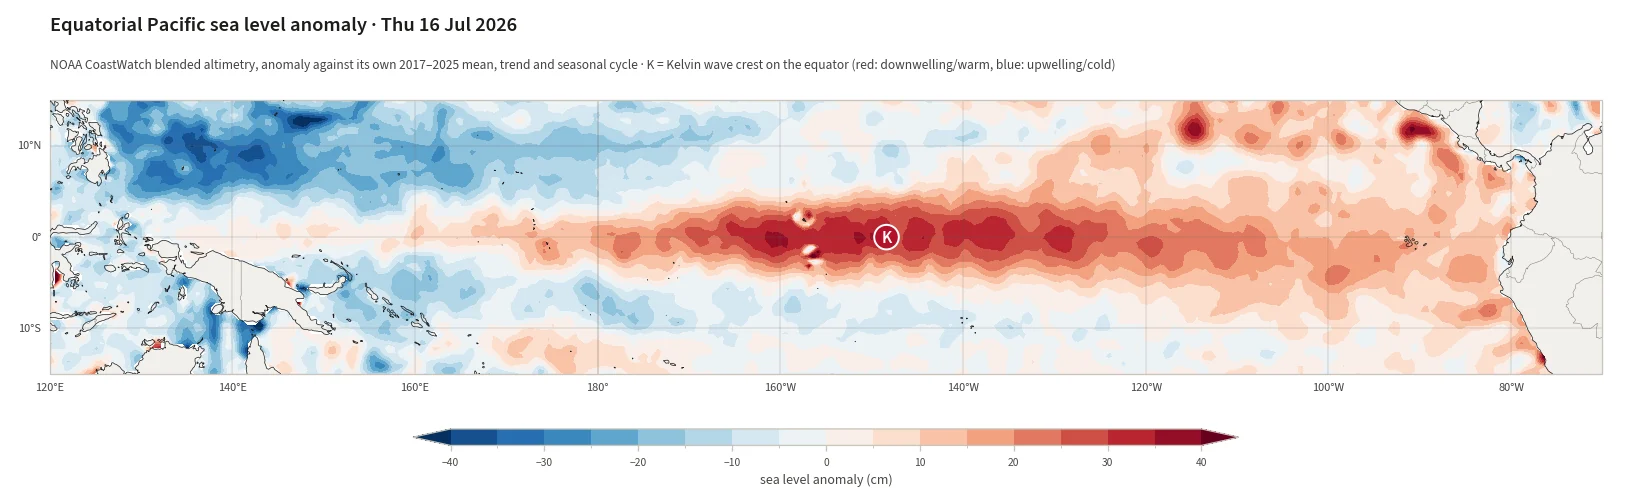 Equatorial Pacific sea level anomaly · Thu 16 Jul 2026
NOAA CoastWatch blended altimetry, anomaly against its own 2017–2025 mean, trend and seasonal cycle · K = Kelvin wave crest on the equator (red: downwelling/warm, blue: upwelling/cold)
10°N
0°
10°S
K
120°E 140°E 160°E 180° 160°W 140°W 120°W 100°W 80°W
−40 −30 −20 −10 0 10 20 30 40
sea level anomaly (cm)